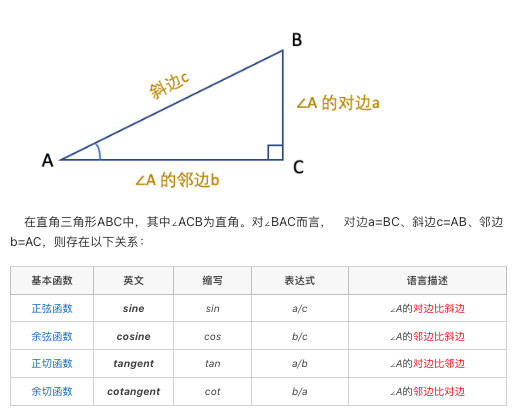 B
斜边c
∠A 的对边a
A
C
∠A 的邻边b
在直角三角形ABC中，其中∠ACB为直角。对∠BAC而言， 对边a=BC、斜边c=AB、邻边
b=AC，则存在以下关系：
基本函数 英文 缩写 表达式 语言描述
正弦函数 sine sin a/c ∠A的对边比斜边
余弦函数 cosine cos b/c ∠A的邻边比斜边
正切函数 tangent tan a/b ∠A的对边比邻边
余切函数 cotangent cot b/a ∠A的邻边比对边